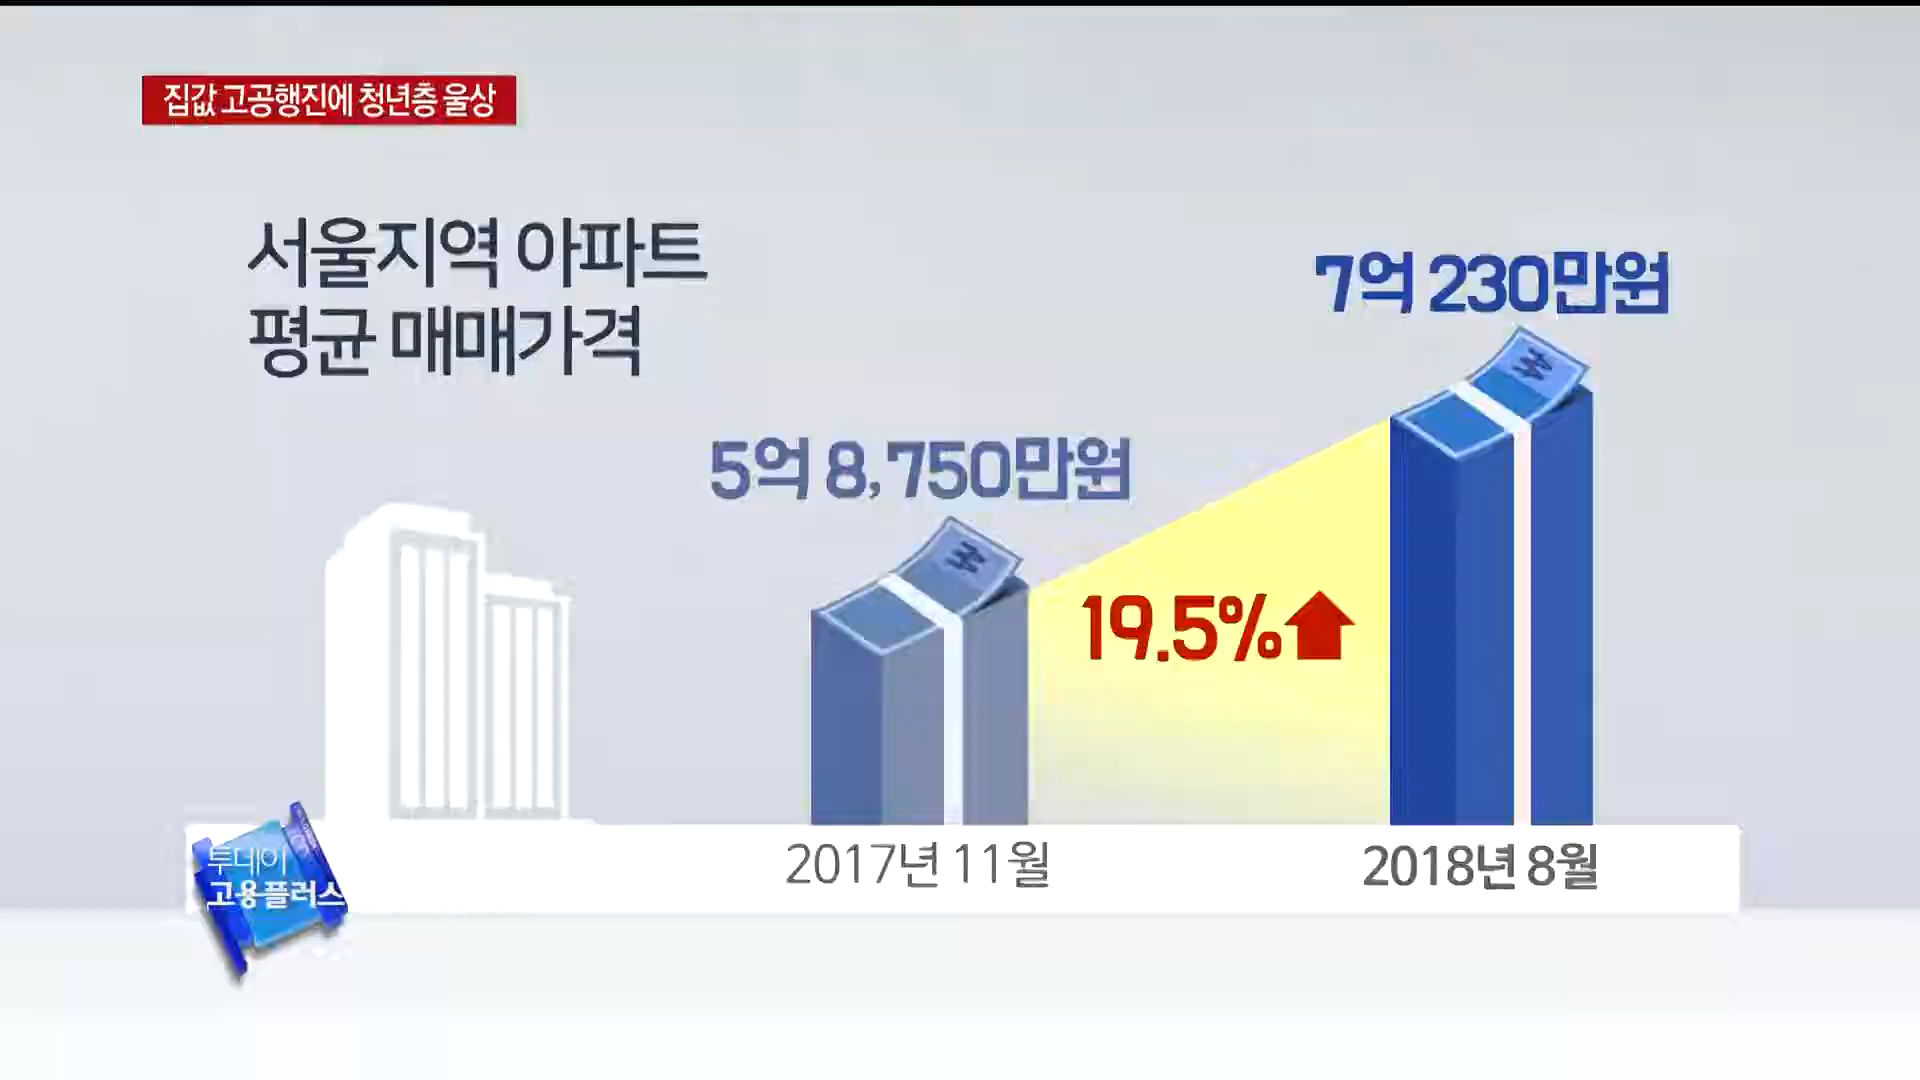 집값 고공행진에 청년층 울상
서울지역 아파트
평균 매매가격
7억 230만원
5억 8,750만원
19.5%
2017년 11월
2018년 8월
투데이
고용플러스